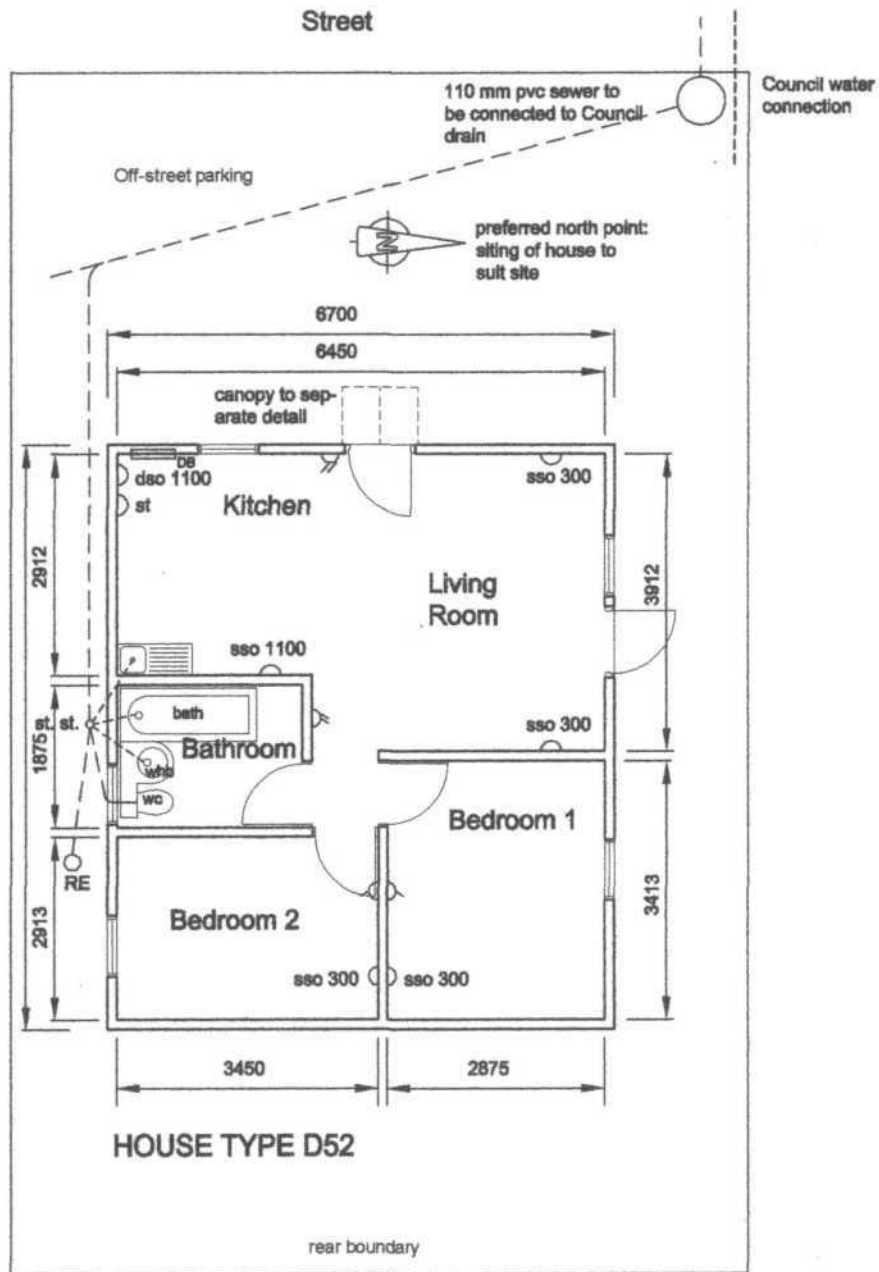 Street
110 mm pvc sewer to
be connected to Council
drain
Council water
connection
Off-street parking
N
preferred north point:
siting of house to
suit site
6700
6450
canopy to sep-
arate detail
DB
dso 1100
st
Kitchen
sso 300
2912
Living
Room
3912
sso 1100
st. st.
bath
sso 300
1875
Bathroom
whb
wc
Bedroom 1
RE
2913
Bedroom 2
3413
sso 300
sso 300
3450
2875
HOUSE TYPE D52
rear boundary